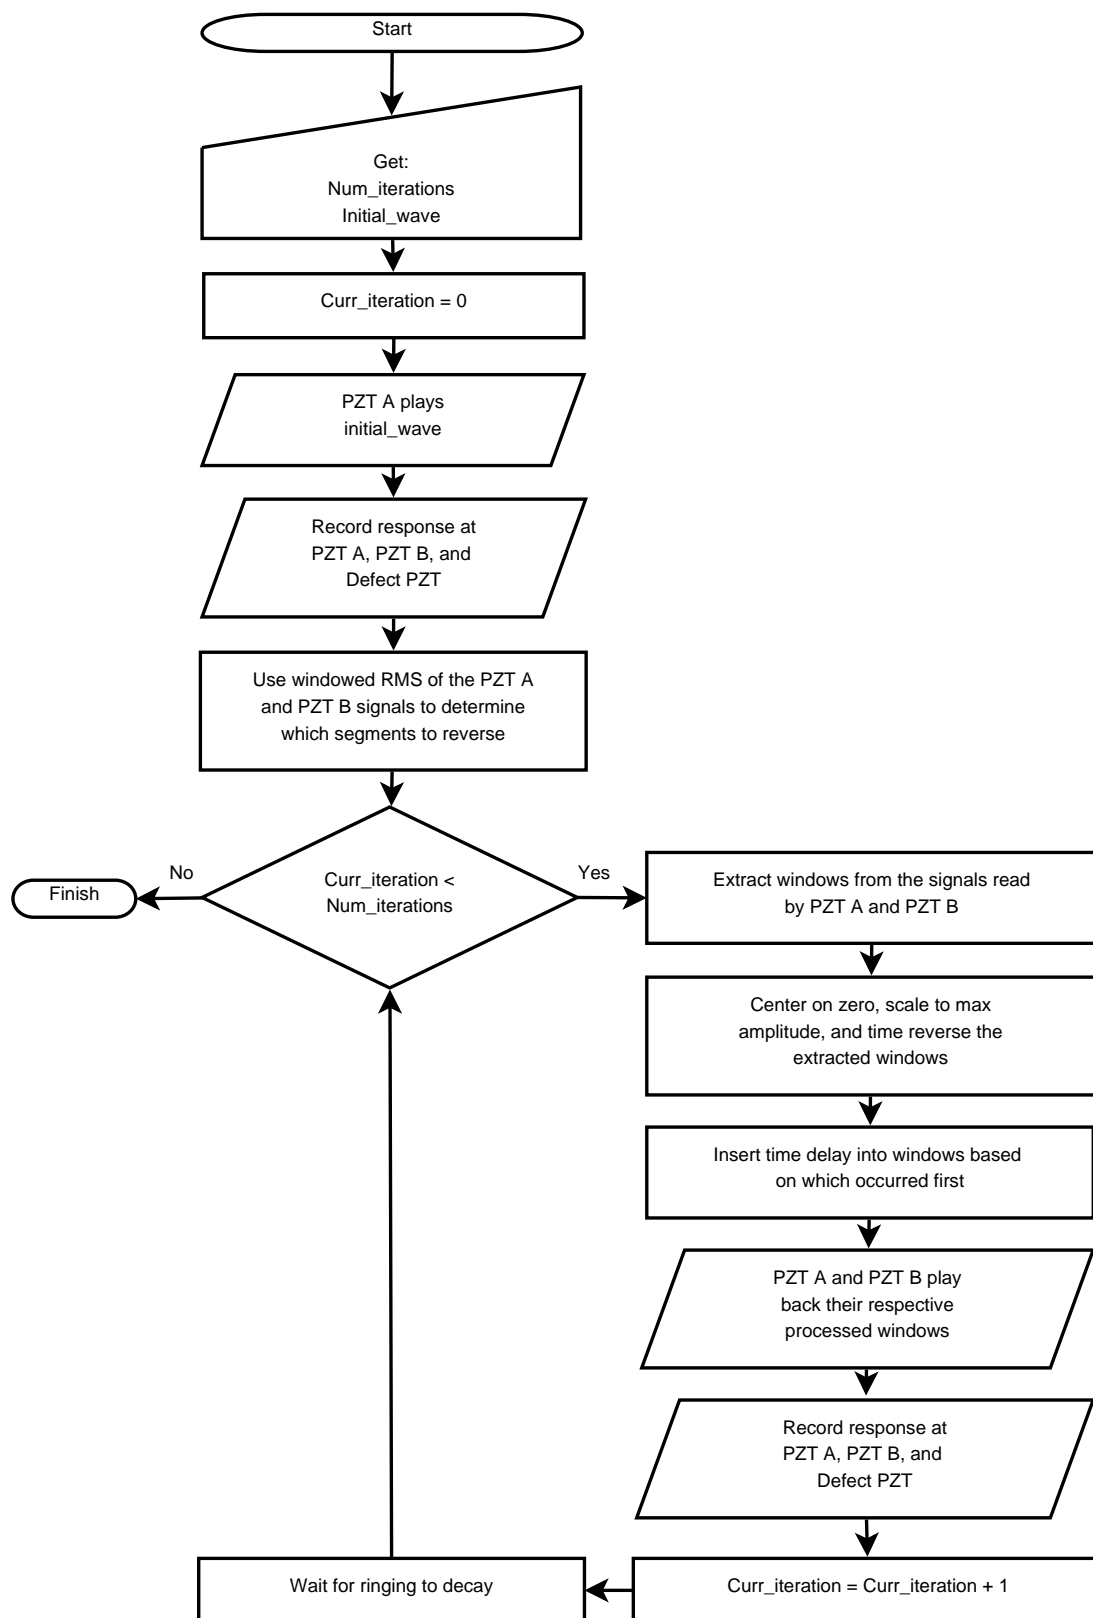 Start
Get:
Num_iterations
Initial_wave
Curr_iteration = 0
PZT A plays
initial_wave
Record response at
PZT A, PZT B, and
Defect PZT
Use windowed RMS of the PZT A
and PZT B signals to determine
which segments to reverse
Curr_iteration <
Num_iterations
No
Finish
Yes
Extract windows from the signals read
by PZT A and PZT B
Center on zero, scale to max
amplitude, and time reverse the
extracted windows
Insert time delay into windows based
on which occurred first
PZT A and PZT B play
back their respective
processed windows
Record response at
PZT A, PZT B, and
Defect PZT
Curr_iteration = Curr_iteration + 1
Wait for ringing to decay